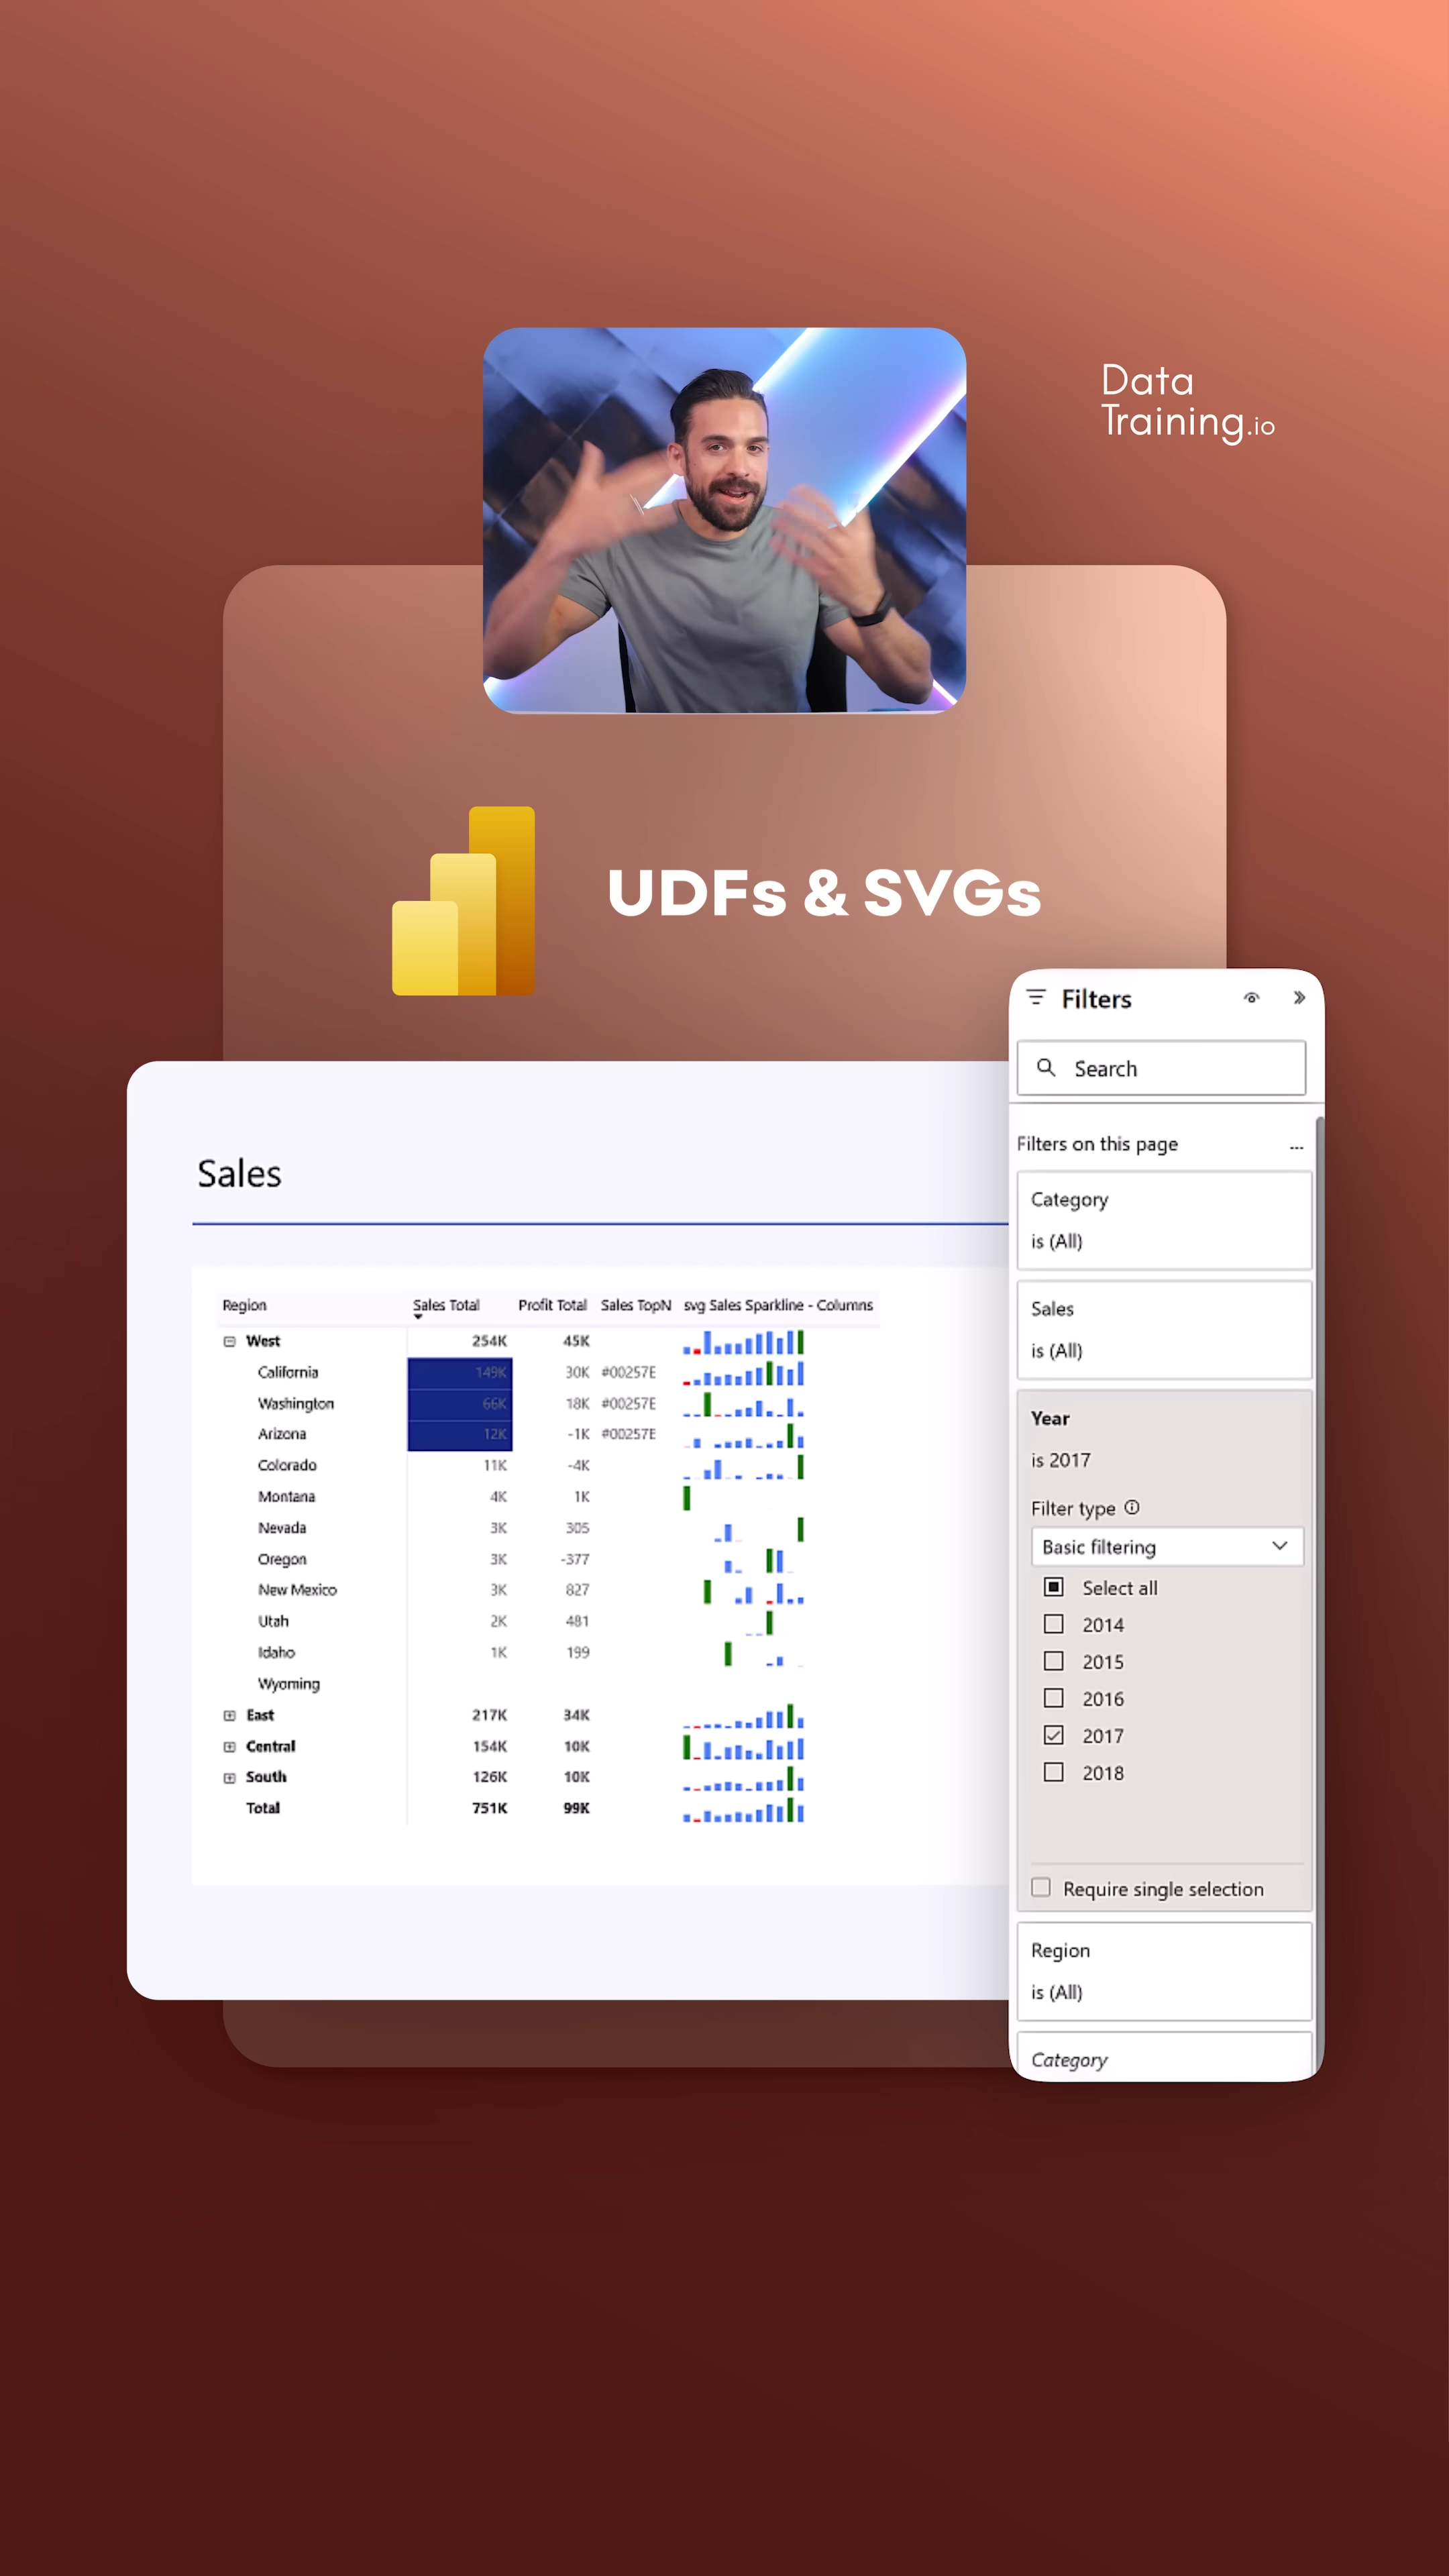 Data
Training.io
UDFs & SVGs
Filters
Search
Filters on this page ...
Category
is (All)
Sales
is (All)
Year
is 2017
Filter type
Basic filtering
Select all
2014
2015
2016
2017
2018
Require single selection
Region
is (All)
Category
Sales
Region Sales Total Profit Total Sales TopN svg Sales Sparkline - Columns
West 254K 45K
California 149K 30K #00257E
Washington 66K 18K #00257E
Arizona 12K -1K #00257E
Colorado 11K -4K
Montana 4K 1K
Nevada 3K 305
Oregon 3K -377
New Mexico 3K 827
Utah 2K 481
Idaho 1K 199
Wyoming
East 217K 34K
Central 154K 10K
South 126K 10K
Total 751K 99K